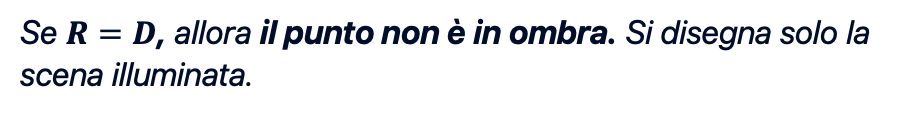 Se R = D, allora il punto non è in ombra. Si disegna solo la
scena illuminata.